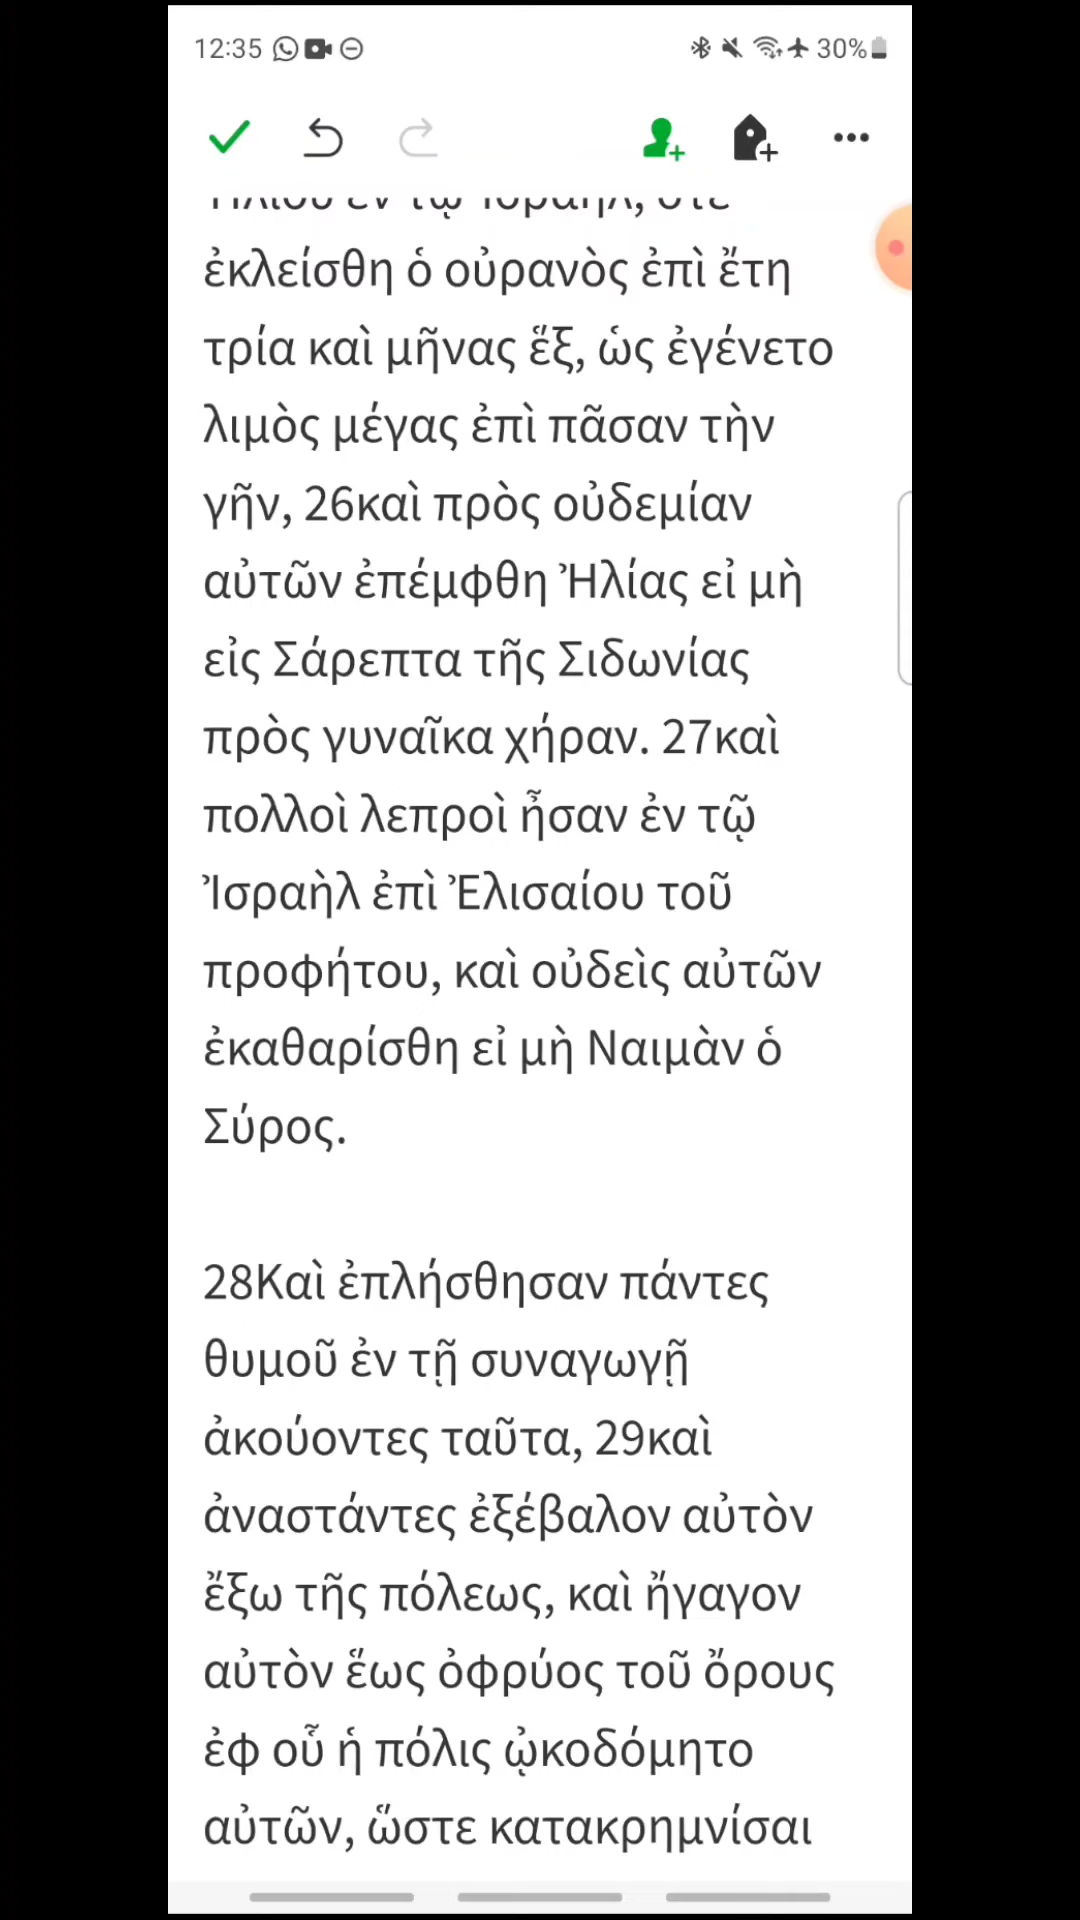 12:35
30%
ἐκλείσθη ὁ οὐρανὸς ἐπὶ ἔτη
τρία καὶ μῆνας ἕξ, ὡς ἐγένετο
λιμὸς μέγας ἐπὶ πᾶσαν τὴν
γῆν, 26καὶ πρὸς οὐδεμίαν
αὐτῶν ἐπέμφθη Ἠλίας εἰ μὴ
εἰς Σάρεπτα τῆς Σιδωνίας
πρὸς γυναῖκα χήραν. 27καὶ
πολλοὶ λεπροὶ ἦσαν ἐν τῷ
Ἰσραὴλ ἐπὶ Ἐλισαίου τοῦ
προφήτου, καὶ οὐδεὶς αὐτῶν
ἐκαθαρίσθη εἰ μὴ Ναιμὰν ὁ
Σύρος.
28Καὶ ἐπλήσθησαν πάντες
θυμοῦ ἐν τῇ συναγωγῇ
ἀκούοντες ταῦτα, 29καὶ
ἀναστάντες ἐξέβαλον αὐτὸν
ἔξω τῆς πόλεως, καὶ ἤγαγον
αὐτὸν ἕως ὀφρύος τοῦ ὄρους
ἐφ οὗ ἡ πόλις ᾠκοδόμητο
αὐτῶν, ὥστε κατακρημνίσαι